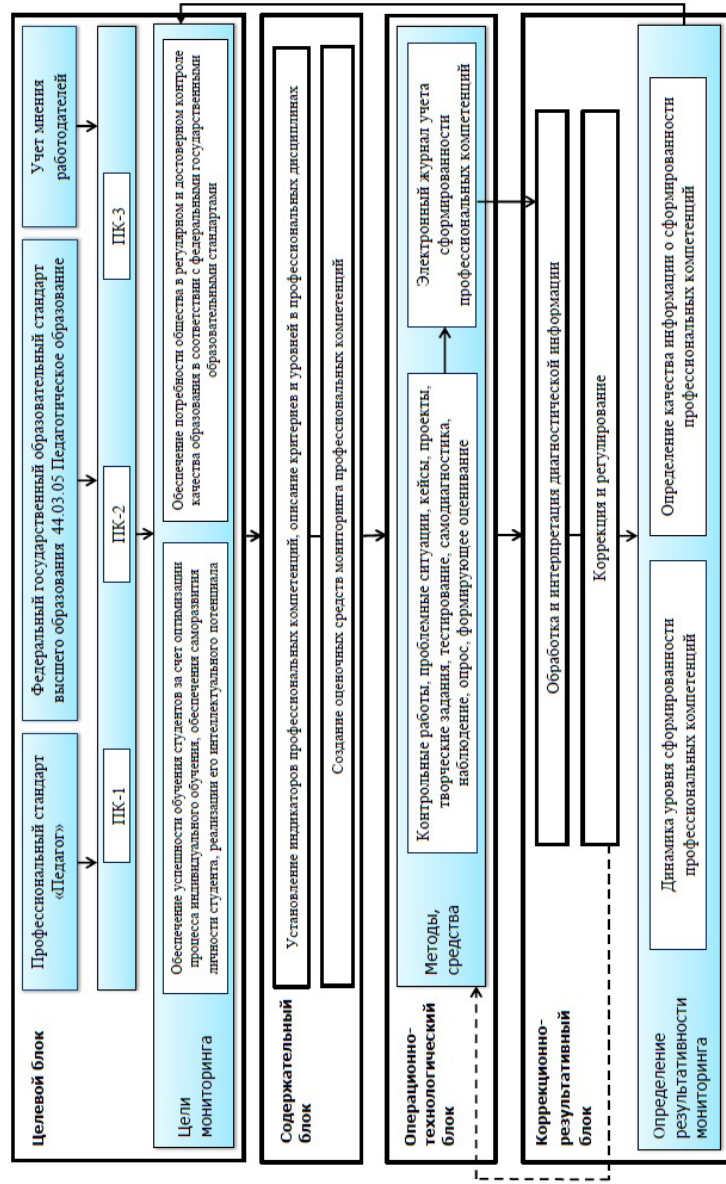 Целевой блок
Профессиональный стандарт
«Педагог»
Федеральный государственный образовательный стандарт
высшего образования 44.03.05 Педагогическое образование
Учет мнения
работодателей
ПК-1
ПК-2
ПК-3
Цели
мониторинга
Обеспечение успешности обучения студентов за счет оптимизации
процесса индивидуального обучения, обеспечения саморазвития
личности студента, реализации его интеллектуального потенциала
Обеспечение потребности общества в регулярном и достоверном контроле
качества образования в соответствии с федеральными государственными
образовательными стандартами
Содержательный
блок
Установление индикаторов профессиональных компетенций, описание критериев и уровней в профессиональных дисциплинах
Создание оценочных средств мониторинга профессиональных компетенций
Операционно-
технологический
блок
Методы,
средства
Контрольные работы, проблемные ситуации, кейсы, проекты,
творческие задания, тестирование, самодиагностика,
наблюдение, опрос, формирующее оценивание
Электронный журнал учета
сформированности
профессиональных компетенций
Коррекционно-
результативный
блок
Обработка и интерпретация диагностической информации
Коррекция и регулирование
Определение
результативности
мониторинга
Динамика уровня сформированности
профессиональных компетенций
Определение качества информации о сформированности
профессиональных компетенций